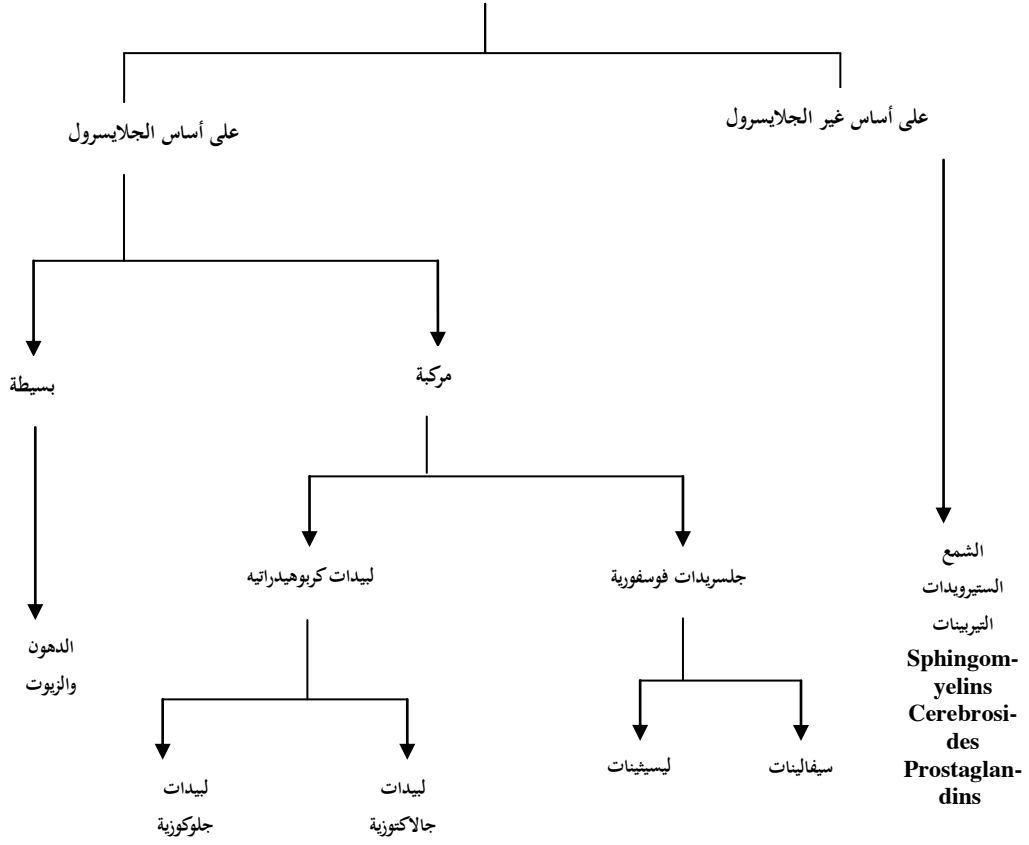 على أساس غير الجلايسرول
على أساس الجلايسرول
مركبة
بسيطة
الشمع
الستيرويدات
التيربينات
Sphingom-
yelins
Cerebrosi-
des
Prostaglan-
dins
جلسريدات فوسفورية
لبيدات كربوهيدراتيه
الدهون
والزيوت
سيفالينات
ليسيثينات
لبيدات
جالاكتوزية
لبيدات
جلوكوزية